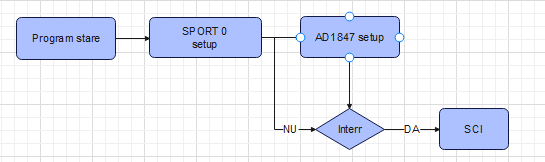 Program stare
SPORT 0
setup
AD1847 setup
NU
Interr
DA
SCI